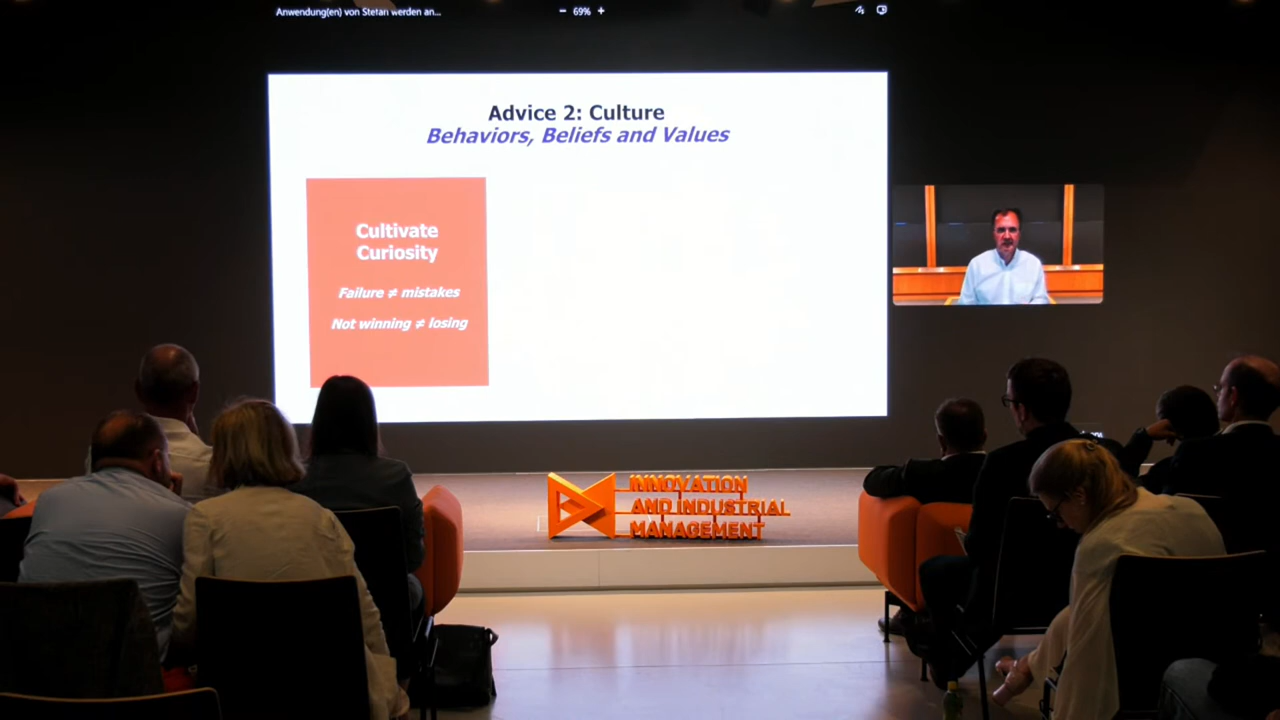 Anwendung(en) von Stefan werden an...
− 69% +
Advice 2: Culture
Behaviors, Beliefs and Values
Cultivate
Curiosity
Failure ≠ mistakes
Not winning ≠ losing
INNOVATION
AND INDUSTRIAL
MANAGEMENT